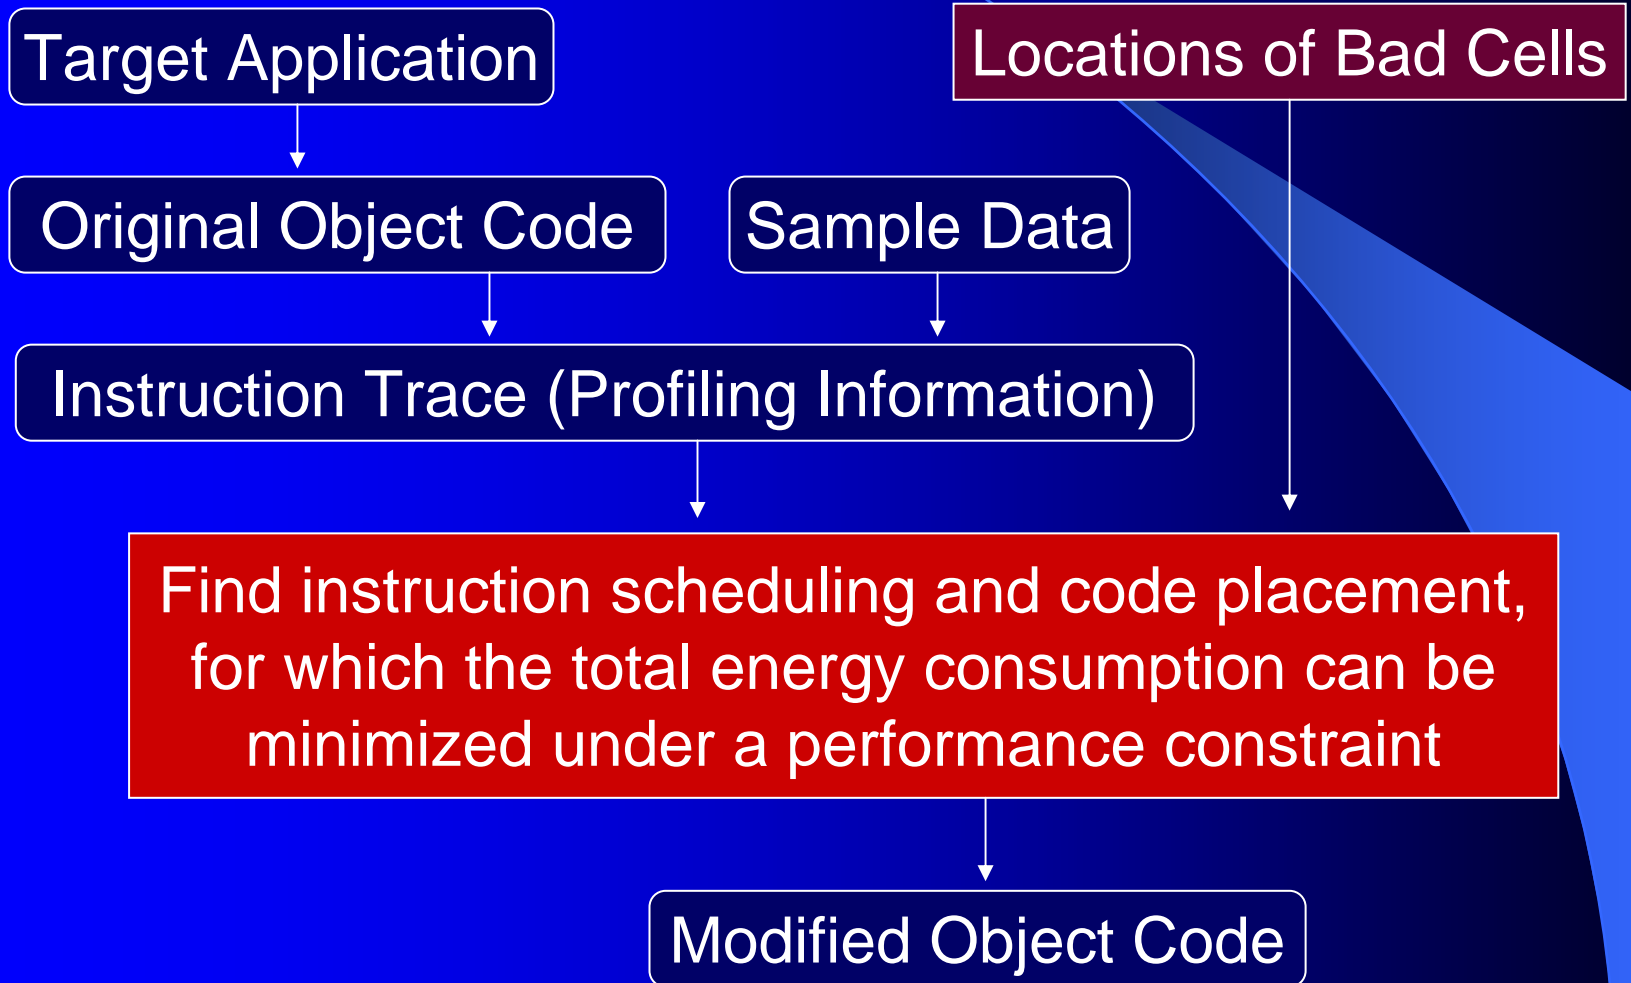 Target Application
Locations of Bad Cells
Original Object Code
Sample Data
Instruction Trace (Profiling Information)
Find instruction scheduling and code placement,
for which the total energy consumption can be
minimized under a performance constraint
Modified Object Code